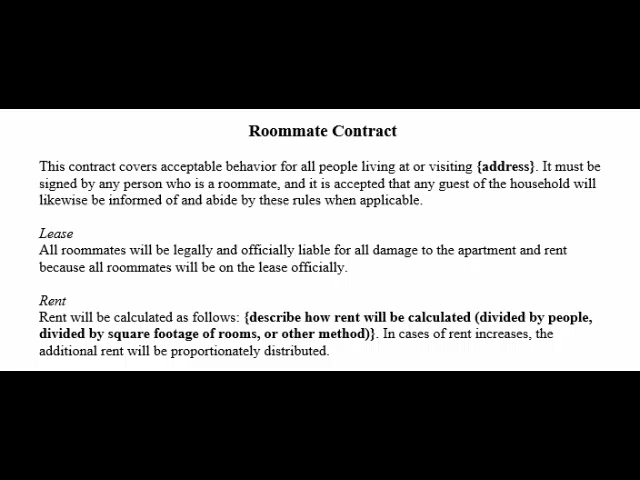 Roommate Contract
This contract covers acceptable behavior for all people living at or visiting {address}. It must be
signed by any person who is a roommate, and it is accepted that any guest of the household will
likewise be informed of and abide by these rules when applicable.
Lease
All roommates will be legally and officially liable for all damage to the apartment and rent
because all roommates will be on the lease officially.
Rent
Rent will be calculated as follows: {describe how rent will be calculated (divided by people,
divided by square footage of rooms, or other method)}. In cases of rent increases, the
additional rent will be proportionately distributed.